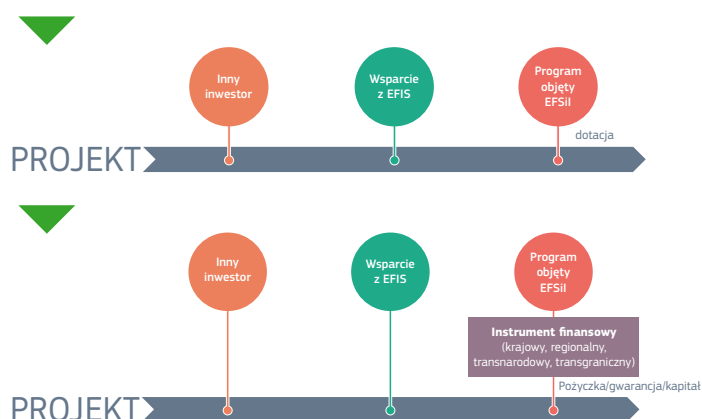 Inny
inwestor
Wsparcie
z EFIS
Program
objęty
EFSiI
dotacja
PROJEKT
Inny
inwestor
Wsparcie
z EFIS
Program
objęty
EFSiI
Instrument finansowy
(krajowy, regionalny,
transnarodowy, transgraniczny)
Pożyczka/gwarancja/kapitał
PROJEKT